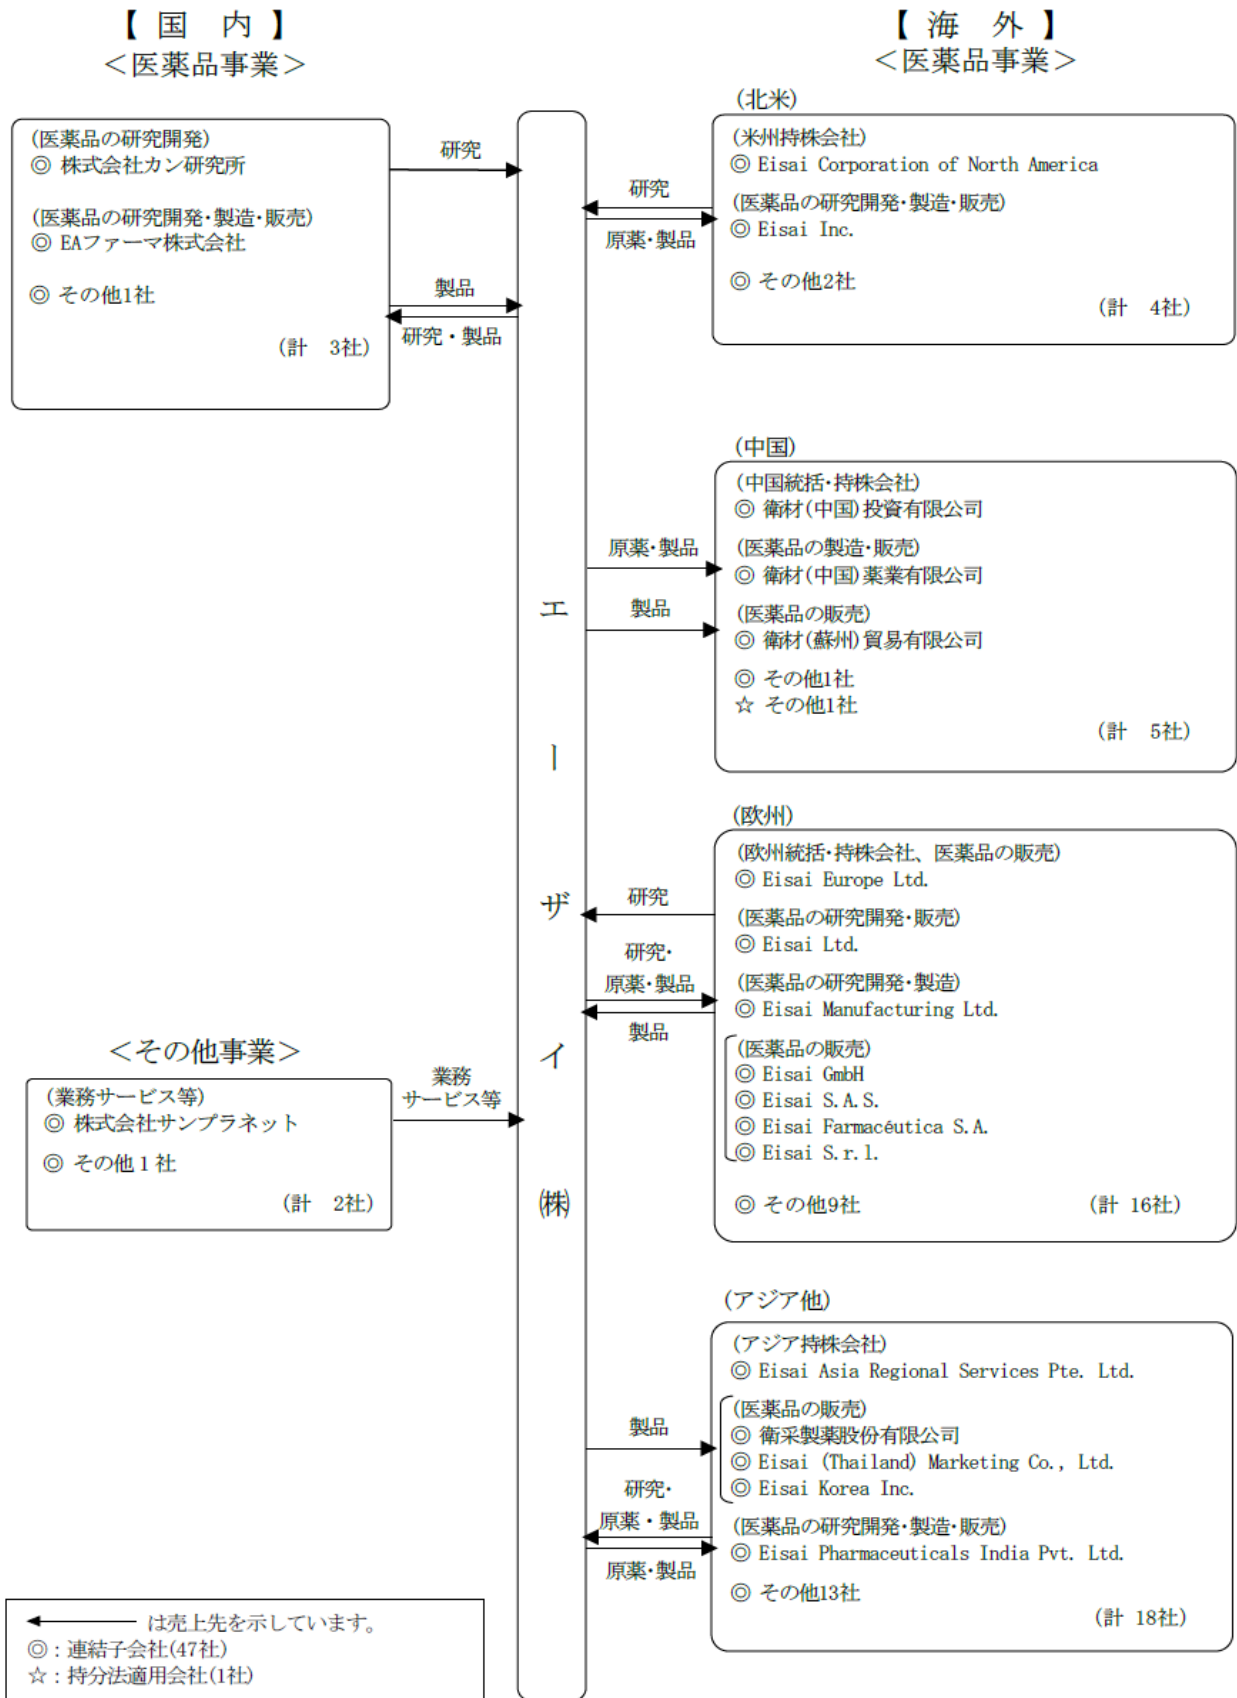 【 国 内 】
＜医薬品事業＞
(医薬品の研究開発)
◎ 株式会社カン研究所
(医薬品の研究開発・製造・販売)
◎ EAファーマ株式会社
◎ その他1社
(計 3社)
研究
製品
研究・製品
＜その他事業＞
(業務サービス等)
◎ 株式会社サンプラネット
◎ その他１社
(計 2社)
業務
サービス等
エーザイ㈱
【 海 外 】
＜医薬品事業＞
(北米)
(米州持株会社)
◎ Eisai Corporation of North America
(医薬品の研究開発・製造・販売)
◎ Eisai Inc.
◎ その他2社
(計 4社)
研究
原薬・製品
(中国)
(中国統括・持株会社)
◎ 衛材(中国)投資有限公司
(医薬品の製造・販売)
◎ 衛材(中国)薬業有限公司
(医薬品の販売)
◎ 衛材(蘇州)貿易有限公司
◎ その他1社
☆ その他1社
(計 5社)
原薬・製品
製品
(欧州)
(欧州統括・持株会社、医薬品の販売)
◎ Eisai Europe Ltd.
(医薬品の研究開発・販売)
◎ Eisai Ltd.
(医薬品の研究開発・製造)
◎ Eisai Manufacturing Ltd.
(医薬品の販売)
◎ Eisai GmbH
◎ Eisai S.A.S.
◎ Eisai Farmacéutica S.A.
◎ Eisai S.r.l.
◎ その他9社
(計 16社)
研究
研究・
原薬・製品
製品
(アジア他)
(アジア持株会社)
◎ Eisai Asia Regional Services Pte. Ltd.
(医薬品の販売)
◎ 衛采製薬股份有限公司
◎ Eisai (Thailand) Marketing Co., Ltd.
◎ Eisai Korea Inc.
(医薬品の研究開発・製造・販売)
◎ Eisai Pharmaceuticals India Pvt. Ltd.
◎ その他13社
(計 18社)
製品
研究・
原薬・製品
原薬・製品
は売上先を示しています。
◎：連結子会社(47社)
☆：持分法適用会社(1社)